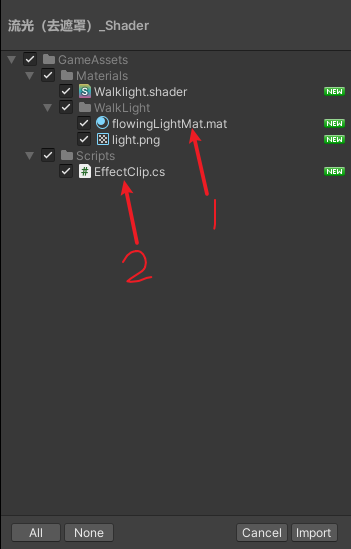 流光（去遮罩）_Shader
GameAssets
Materials
Walklight.shader NEW
WalkLight
flowingLightMat.mat NEW
light.png NEW
Scripts
# EffectClip.cs NEW
1
2
All None Cancel Import